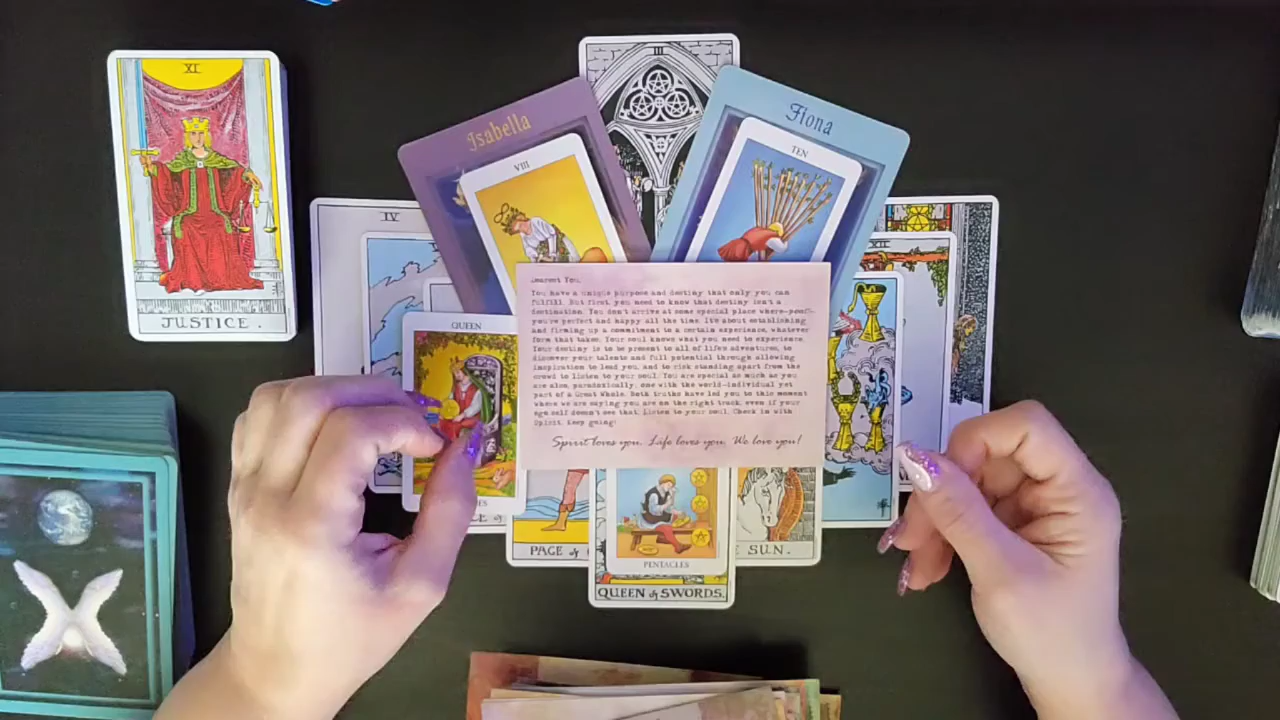 XI
JUSTICE.
III
Isabella
Fiona
VIII
TEN
IV
XII
QUEEN
Dearest You,
You have a unique purpose and destiny that only you can
fulfill. But first, you need to know that destiny isn't a
destination. You don't arrive at some special place where—poof—
you're perfect and happy all the time. It's about establishing
and firming up a commitment to a certain experience, whatever
form that takes. Your soul knows what you need to experience.
Your destiny is to be present to all of life's adventures, to
discover your talents and full potential through allowing
inspiration to lead you, and to risk standing apart from the
crowd to listen to your soul. You are special as much as you
are also, paradoxically, one with the world—individual yet
part of a Great Whole. Both truths have led you to this moment
where we are saying you are on the right track, even if your
ego self doesn't see that. Listen to your soul. Check in with
Spirit. Keep going!
Spirit loves you. Life loves you. We love you!
PAGE of
SUN.
PENTACLES
QUEEN of SWORDS.